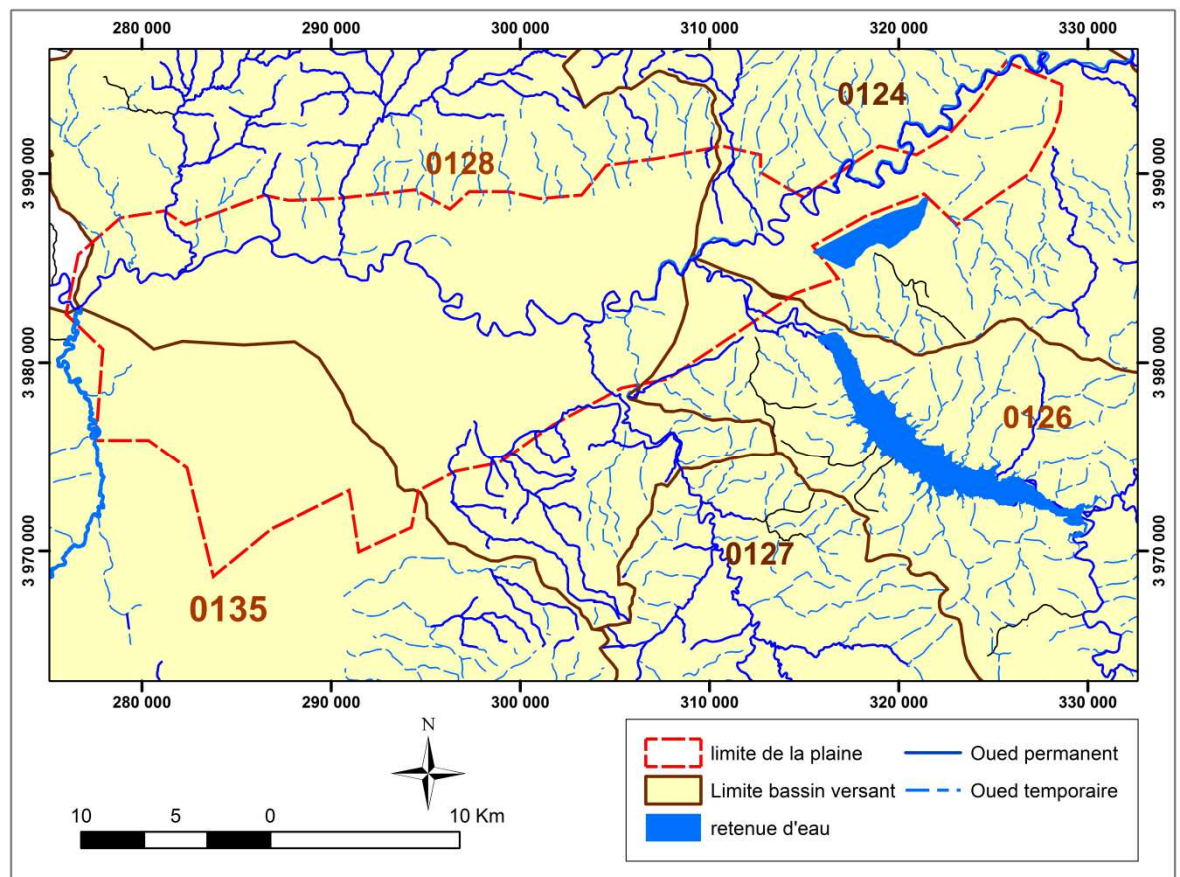 280 000 290 000 300 000 310 000 320 000 330 000
0124
0128
3 990 000 3 990 000
3 980 000 3 980 000
0126
0127
3 970 000 3 970 000
0135
280 000 290 000 300 000 310 000 320 000 330 000
N
limite de la plaine Oued permanent
Limite bassin versant Oued temporaire
retenue d'eau
10 5 0 10 Km